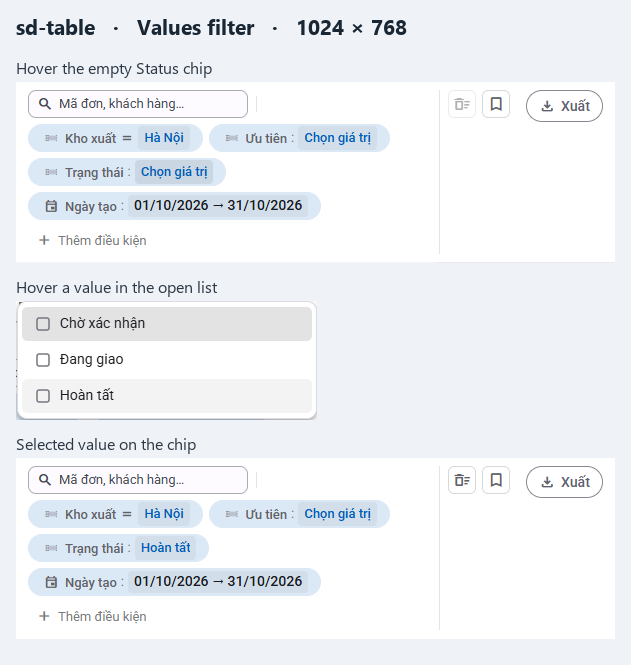 sd-table · Values filter · 1024 × 768
Hover the empty Status chip
Mã đơn, khách hàng...
Xuất
Kho xuất = Hà Nội
Ưu tiên : Chọn giá trị
Trạng thái : Chọn giá trị
Ngày tạo : 01/10/2026 → 31/10/2026
+ Thêm điều kiện
Hover a value in the open list
Chờ xác nhận
Đang giao
Hoàn tất
Selected value on the chip
Mã đơn, khách hàng...
Xuất
Kho xuất = Hà Nội
Ưu tiên : Chọn giá trị
Trạng thái : Hoàn tất
Ngày tạo : 01/10/2026 → 31/10/2026
+ Thêm điều kiện